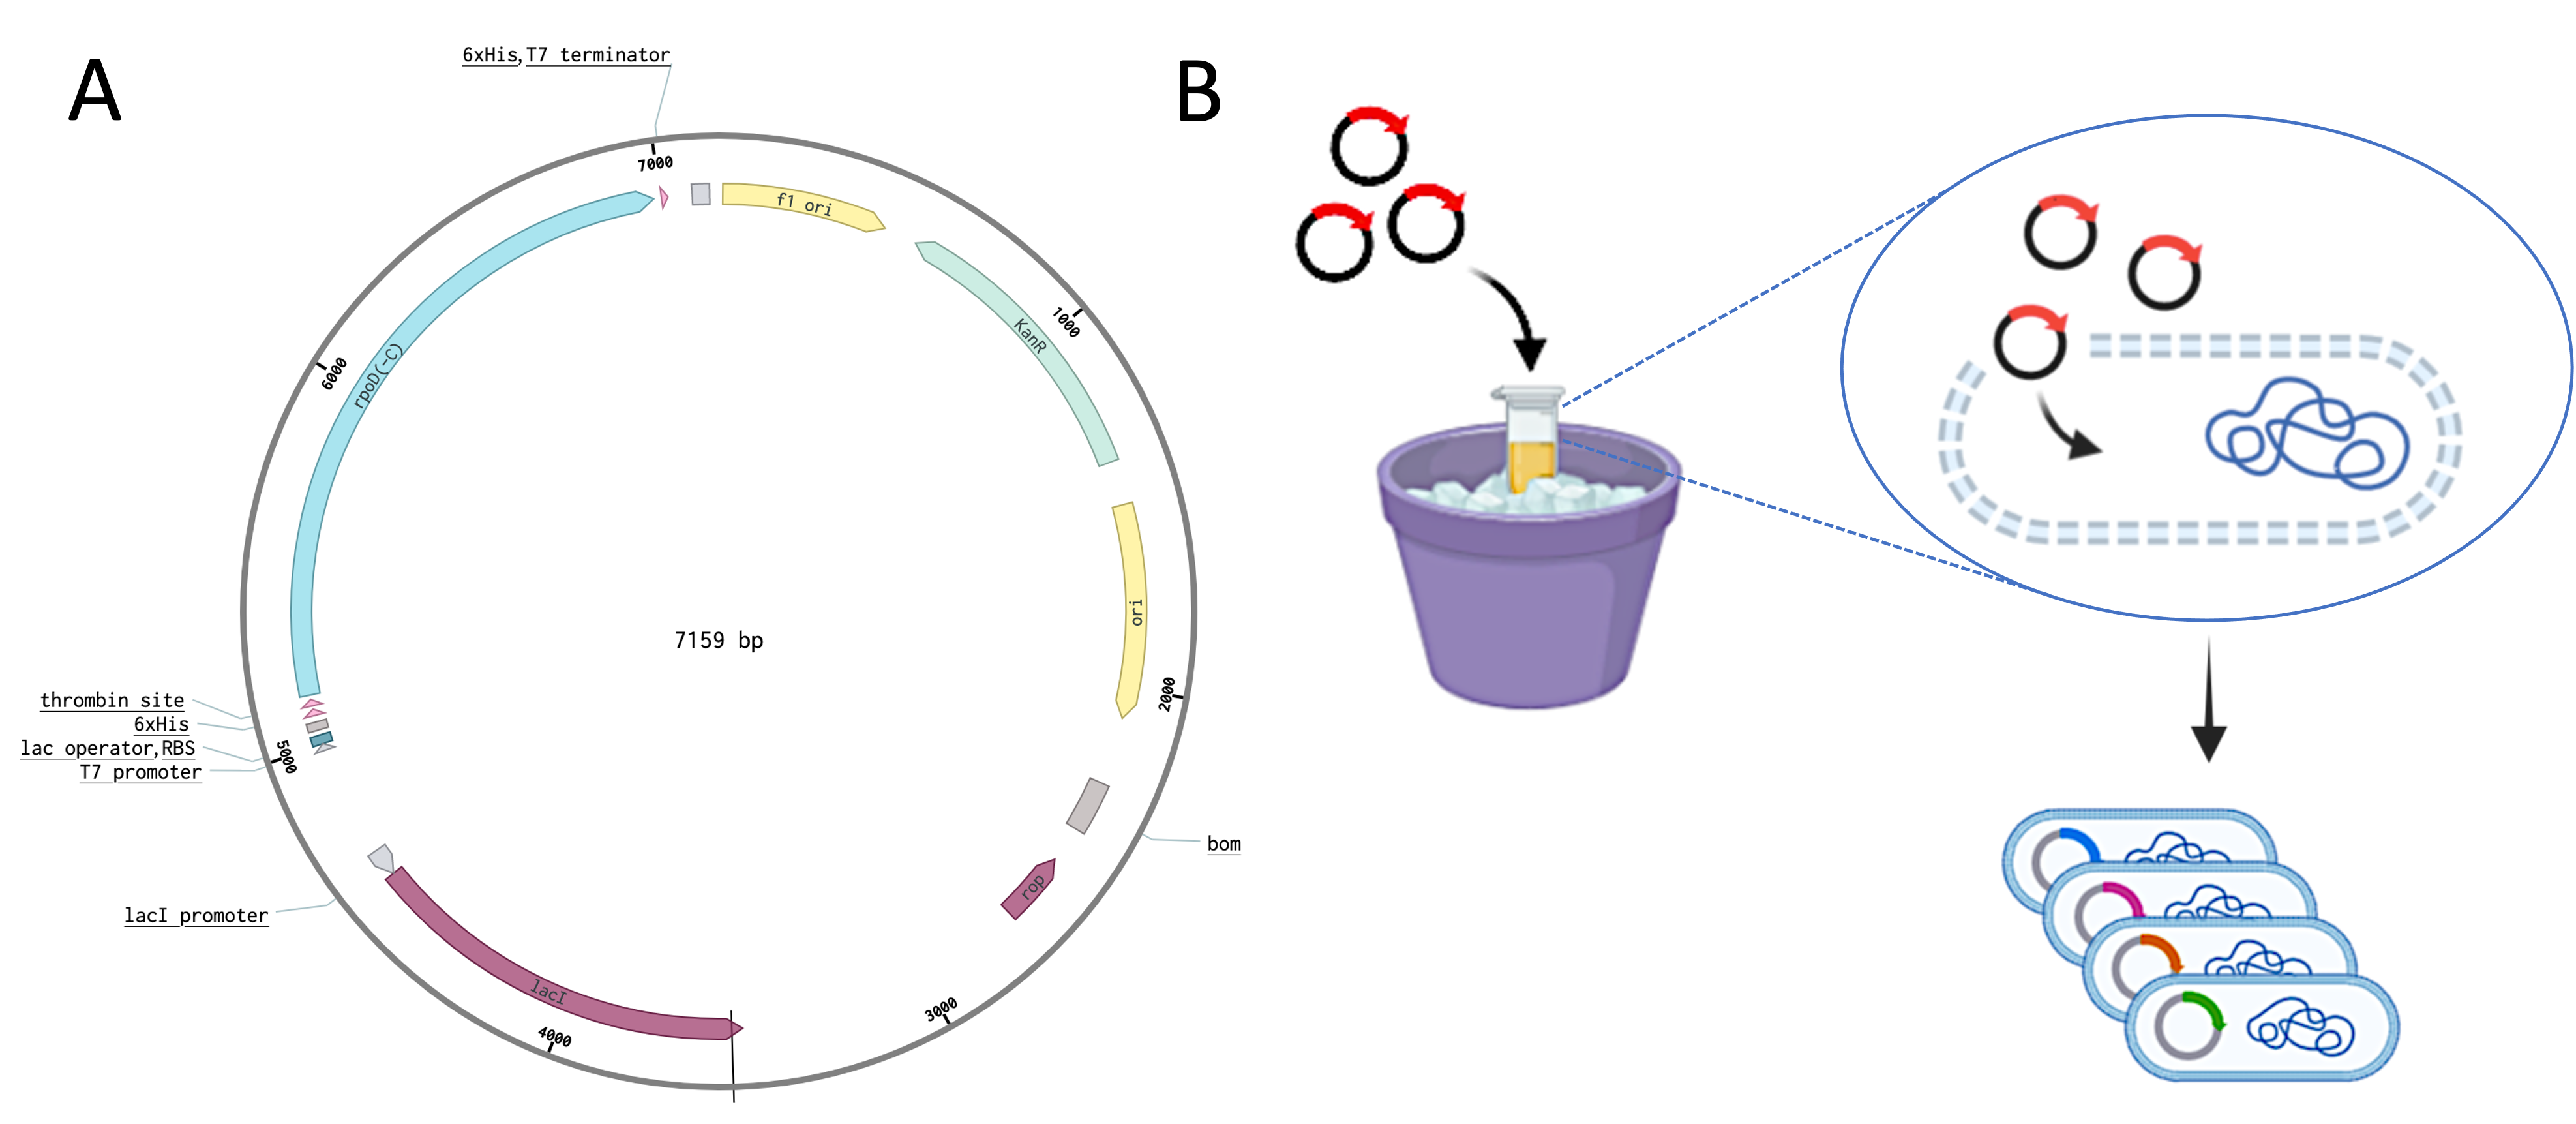 A
B
6xHis, T7 terminator
7000
f1 ori
KanR
1000
rpoD(-C)
6000
ori
7159 bp
2000
thrombin site
6xHis
lac operator, RBS
T7 promoter
5000
bom
rop
lacI promoter
lacI
3000
4000